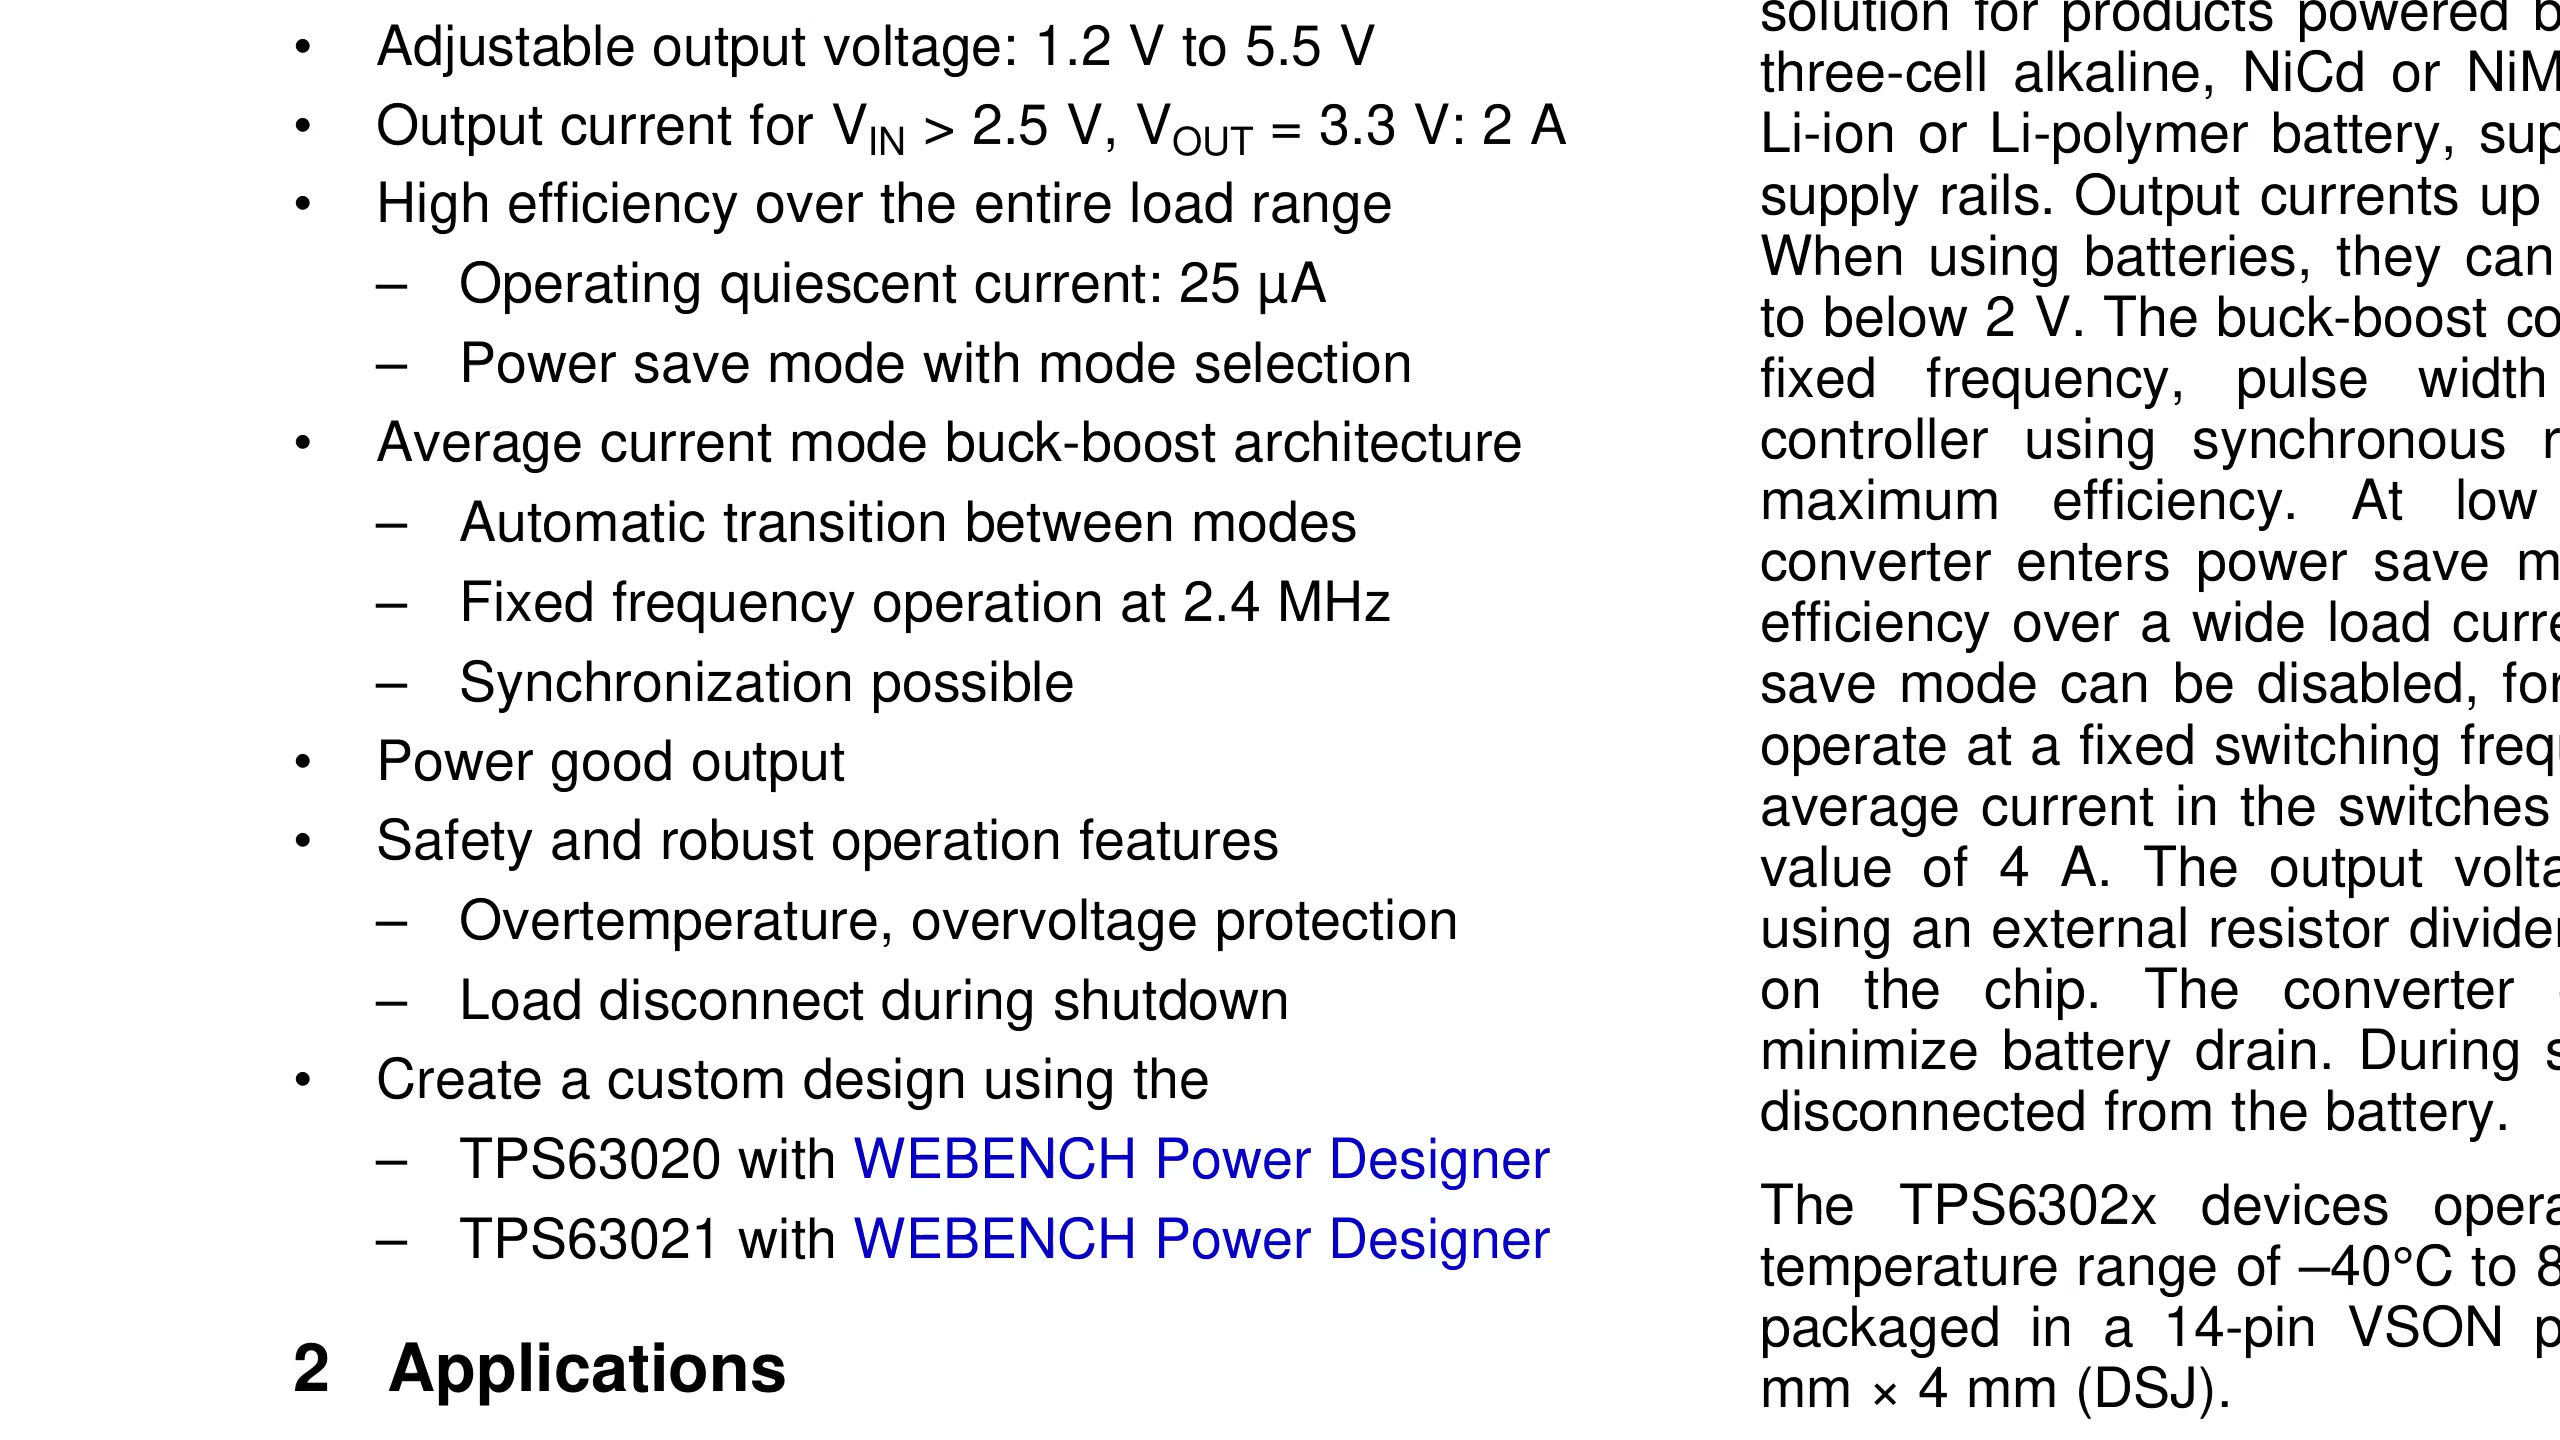 • Adjustable output voltage: 1.2 V to 5.5 V
• Output current for VIN > 2.5 V, VOUT = 3.3 V: 2 A
• High efficiency over the entire load range
– Operating quiescent current: 25 µA
– Power save mode with mode selection
• Average current mode buck-boost architecture
– Automatic transition between modes
– Fixed frequency operation at 2.4 MHz
– Synchronization possible
• Power good output
• Safety and robust operation features
– Overtemperature, overvoltage protection
– Load disconnect during shutdown
• Create a custom design using the
– TPS63020 with WEBENCH Power Designer
– TPS63021 with WEBENCH Power Designer
2 Applications
solution for products powered
three-cell alkaline, NiCd or
Li-ion or Li-polymer battery,
supply rails. Output currents up
When using batteries, they can
to below 2 V. The buck-boost
fixed frequency, pulse width
controller using synchronous
maximum efficiency. At low
converter enters power save
efficiency over a wide load
save mode can be disabled,
operate at a fixed switching
average current in the switches
value of 4 A. The output
using an external resistor
on the chip. The converter
minimize battery drain. During
disconnected from the battery.
The TPS6302x devices
temperature range of –40°C to
packaged in a 14-pin VSON
mm × 4 mm (DSJ).